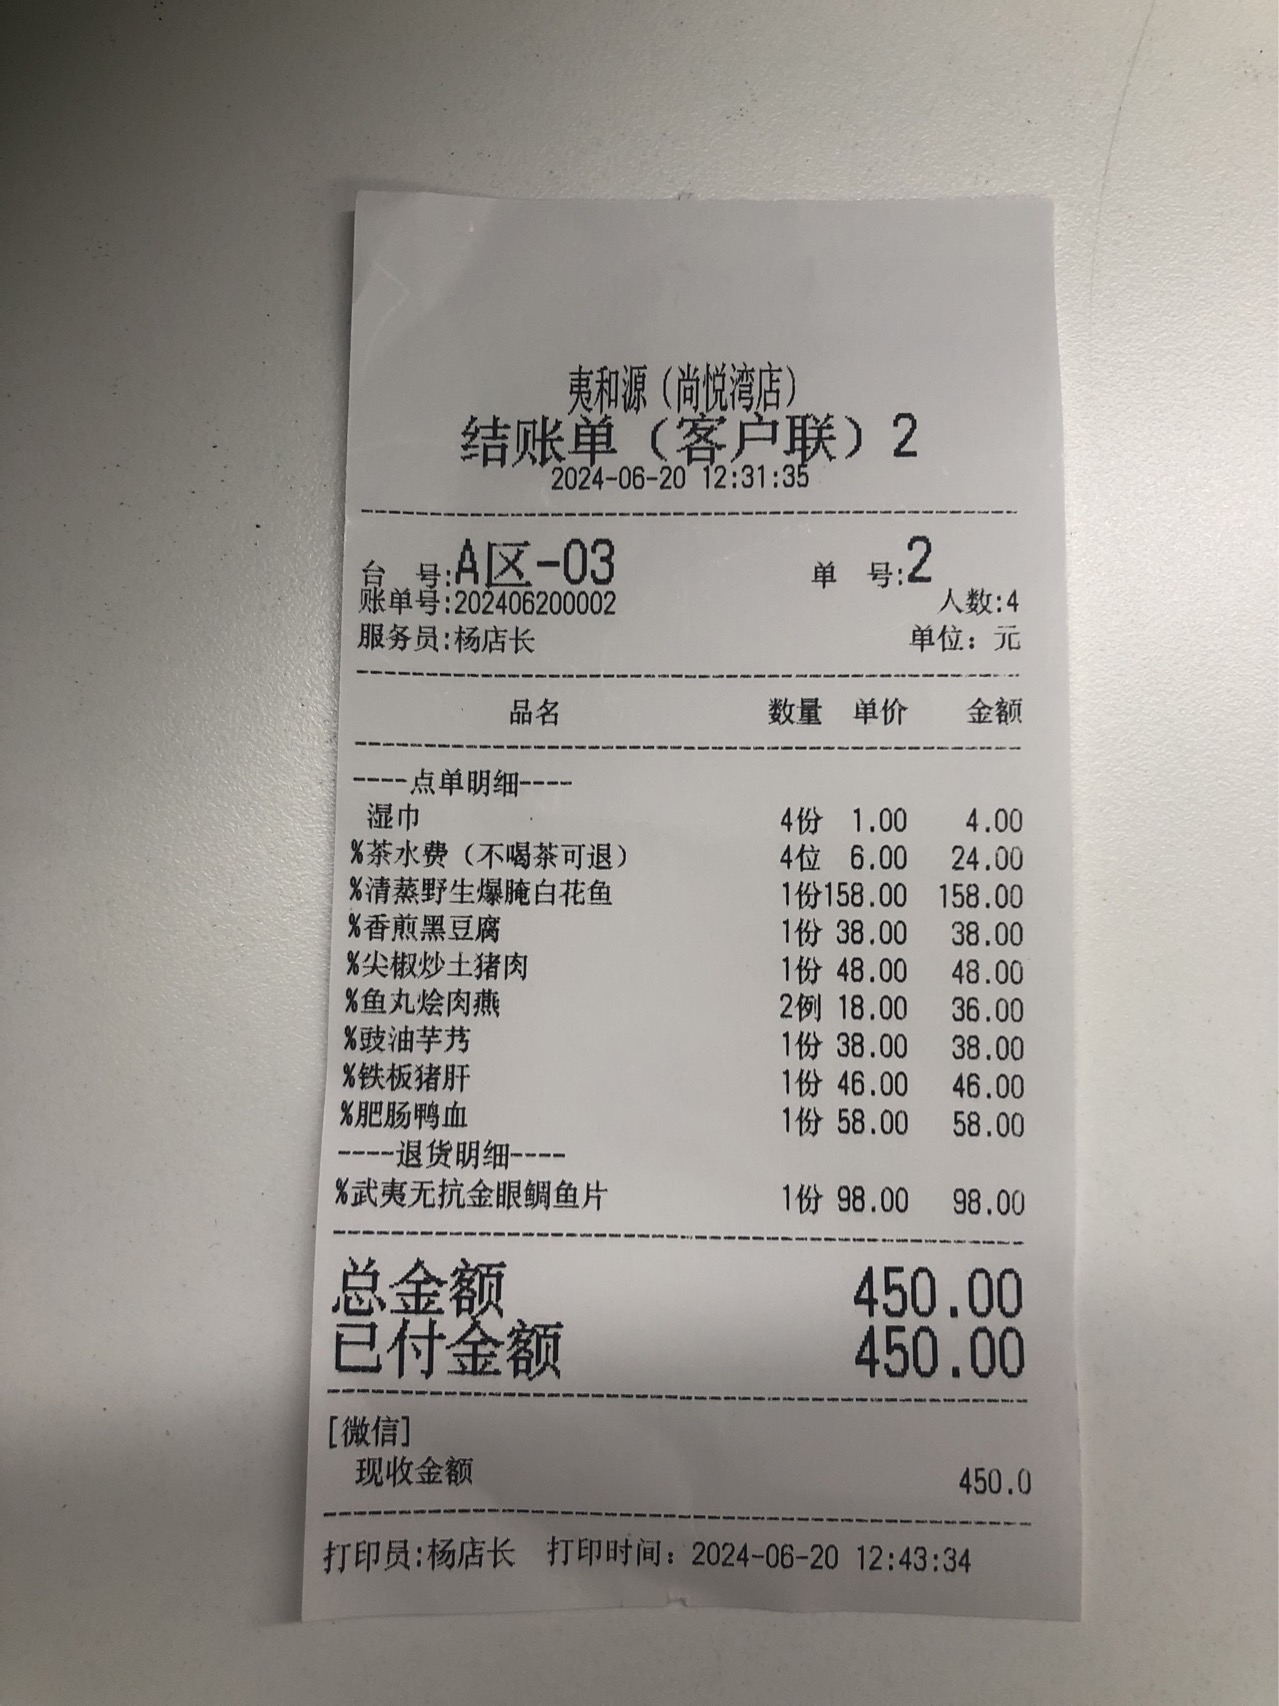 夷和源（尚悦湾店）
结账单（客户联）2
2024-06-20 12:31:35
台 号:A区-03 单 号:2
账单号:202406200002 人数:4
服务员:杨店长 单位：元
品名 数量 单价 金额
----点单明细----
湿巾 4份 1.00 4.00
%茶水费（不喝茶可退） 4位 6.00 24.00
%清蒸野生爆腌白花鱼 1份158.00 158.00
%香煎黑豆腐 1份 38.00 38.00
%尖椒炒土猪肉 1份 48.00 48.00
%鱼丸烩肉燕 2例 18.00 36.00
%豉油芋艿 1份 38.00 38.00
%铁板猪肝 1份 46.00 46.00
%肥肠鸭血 1份 58.00 58.00
----退货明细----
%武夷无抗金眼鲷鱼片 1份 98.00 98.00
总金额 450.00
已付金额 450.00
[微信]
现收金额 450.0
打印员:杨店长 打印时间：2024-06-20 12:43:34